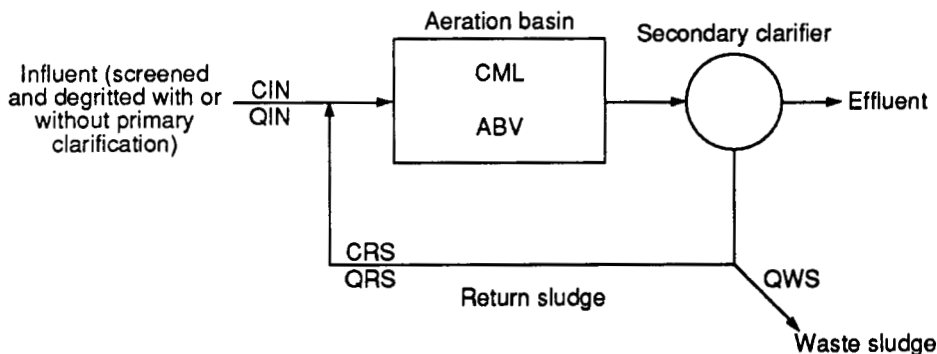 Aeration basin
Secondary clarifier
Influent (screened
and degritted with or
without primary
clarification)
CIN
QIN
CML
ABV
Effluent
CRS
QRS
Return sludge
QWS
Waste sludge